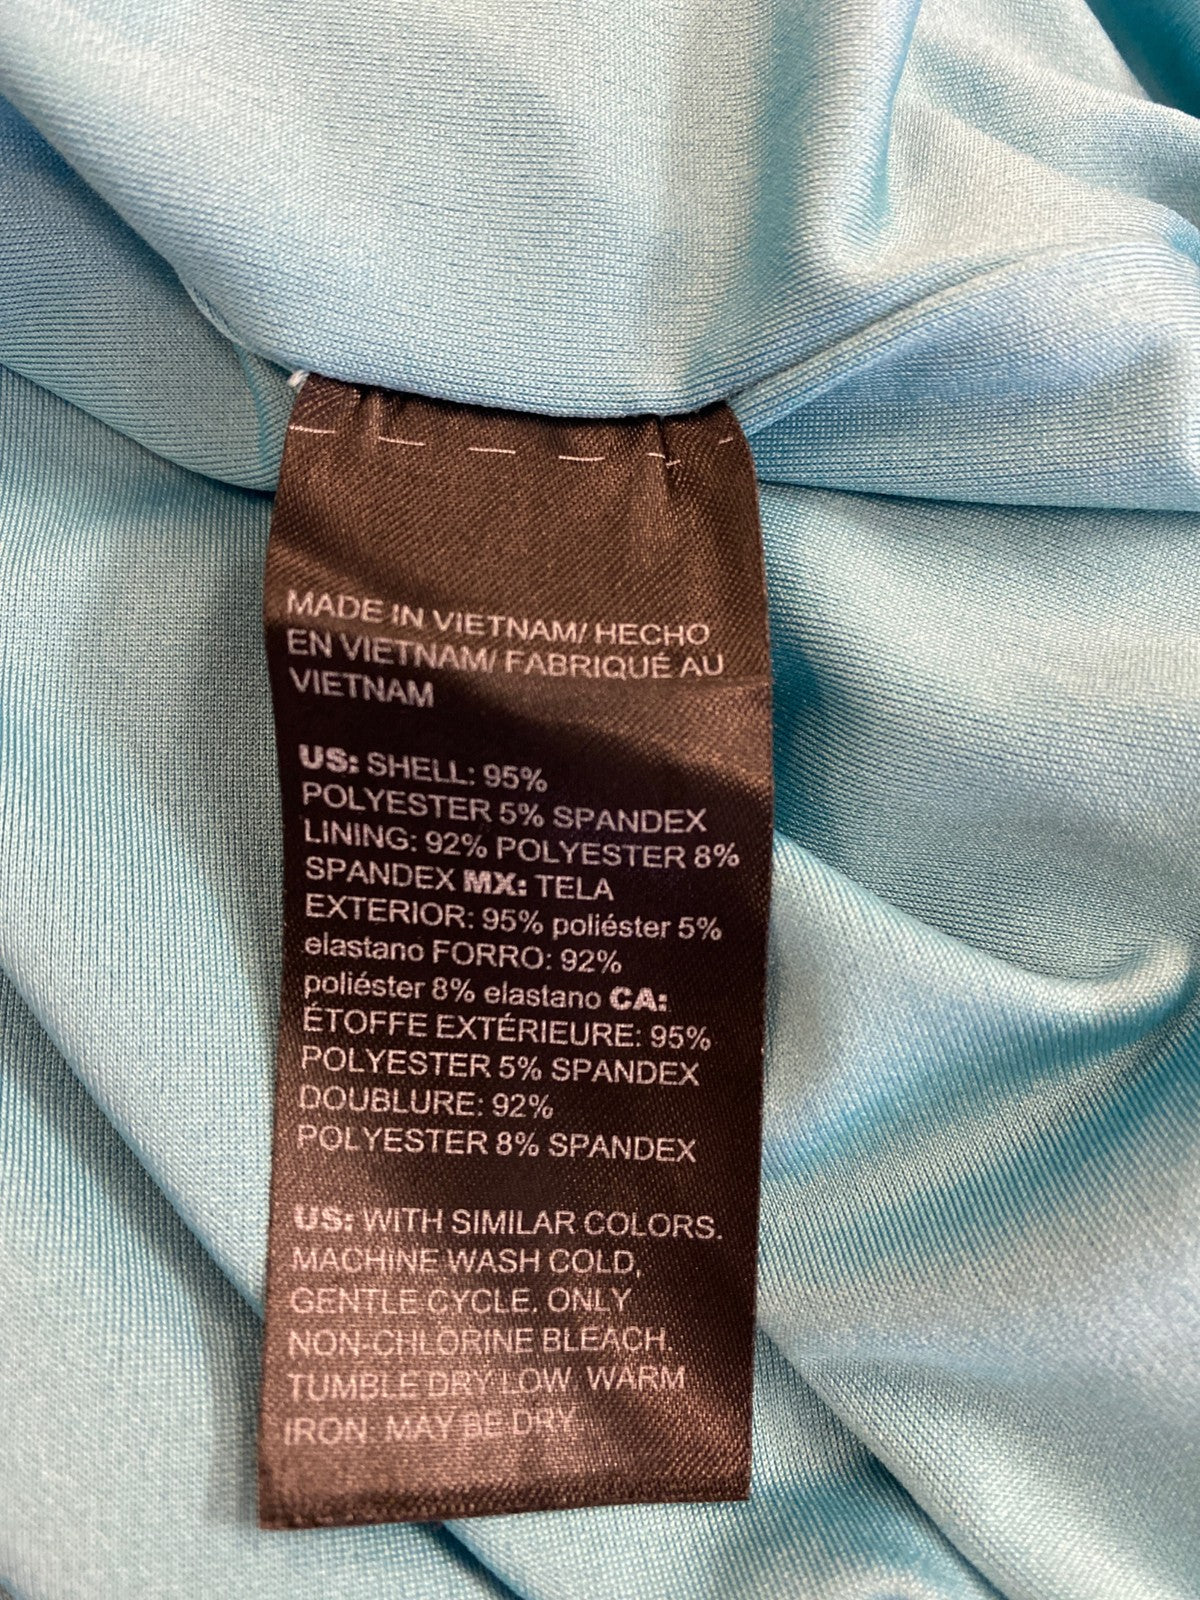 MADE IN VIETNAM/ HECHO
EN VIETNAM/ FABRIQUÉ AU
VIETNAM
US: SHELL: 95%
POLYESTER 5% SPANDEX
LINING: 92% POLYESTER 8%
SPANDEX MX: TELA
EXTERIOR: 95% poliéster 5%
elastano FORRO: 92%
poliéster 8% elastano CA:
ÉTOFFE EXTÉRIEURE: 95%
POLYESTER 5% SPANDEX
DOUBLURE: 92%
POLYESTER 8% SPANDEX
US: WITH SIMILAR COLORS.
MACHINE WASH COLD,
GENTLE CYCLE. ONLY
NON-CHLORINE BLEACH.
TUMBLE DRY LOW. WARM
IRON. MAY BE DRY